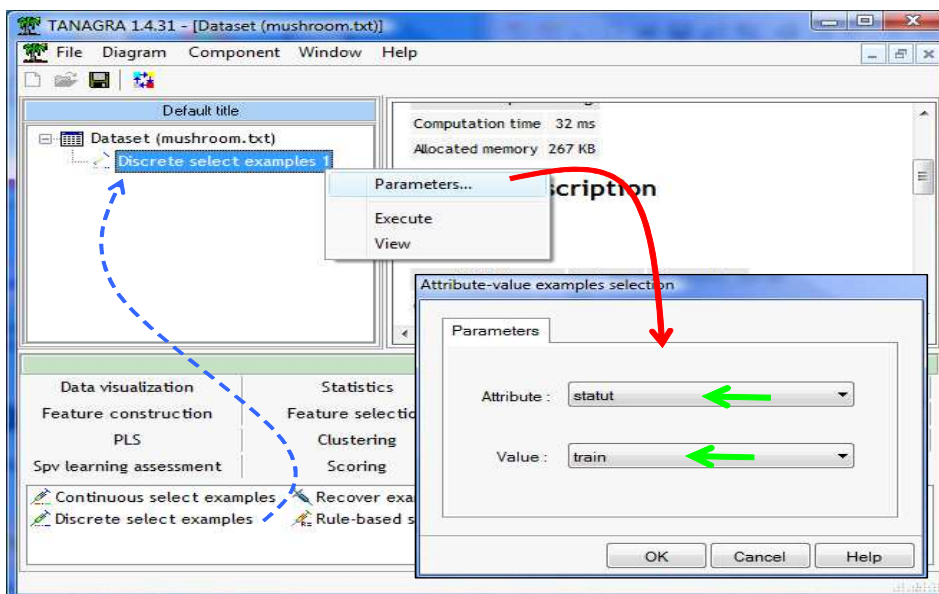 TANAGRA 1.4.31 - [Dataset (mushroom.txt)]
File Diagram Component Window Help
Default title
Dataset (mushroom.txt)
Discrete select examples 1
Computation time 32 ms
Allocated memory 267 KB
cription
Parameters...
Execute
View
Attribute-value examples selection
Parameters
Attribute : statut
Value : train
OK Cancel Help
Data visualization Statistics
Feature construction Feature selectio
PLS Clustering
Spv learning assessment Scoring
Continuous select examples Recover exa
Discrete select examples Rule-based s